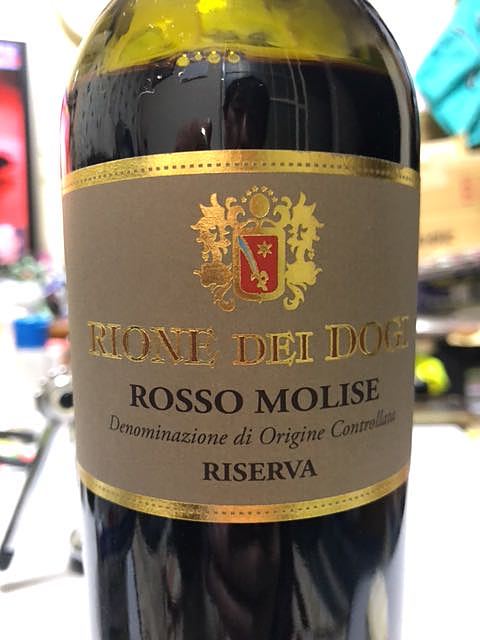 RIONE DEI DOGI
ROSSO MOLISE
Denominazione di Origine Controllata
RISERVA